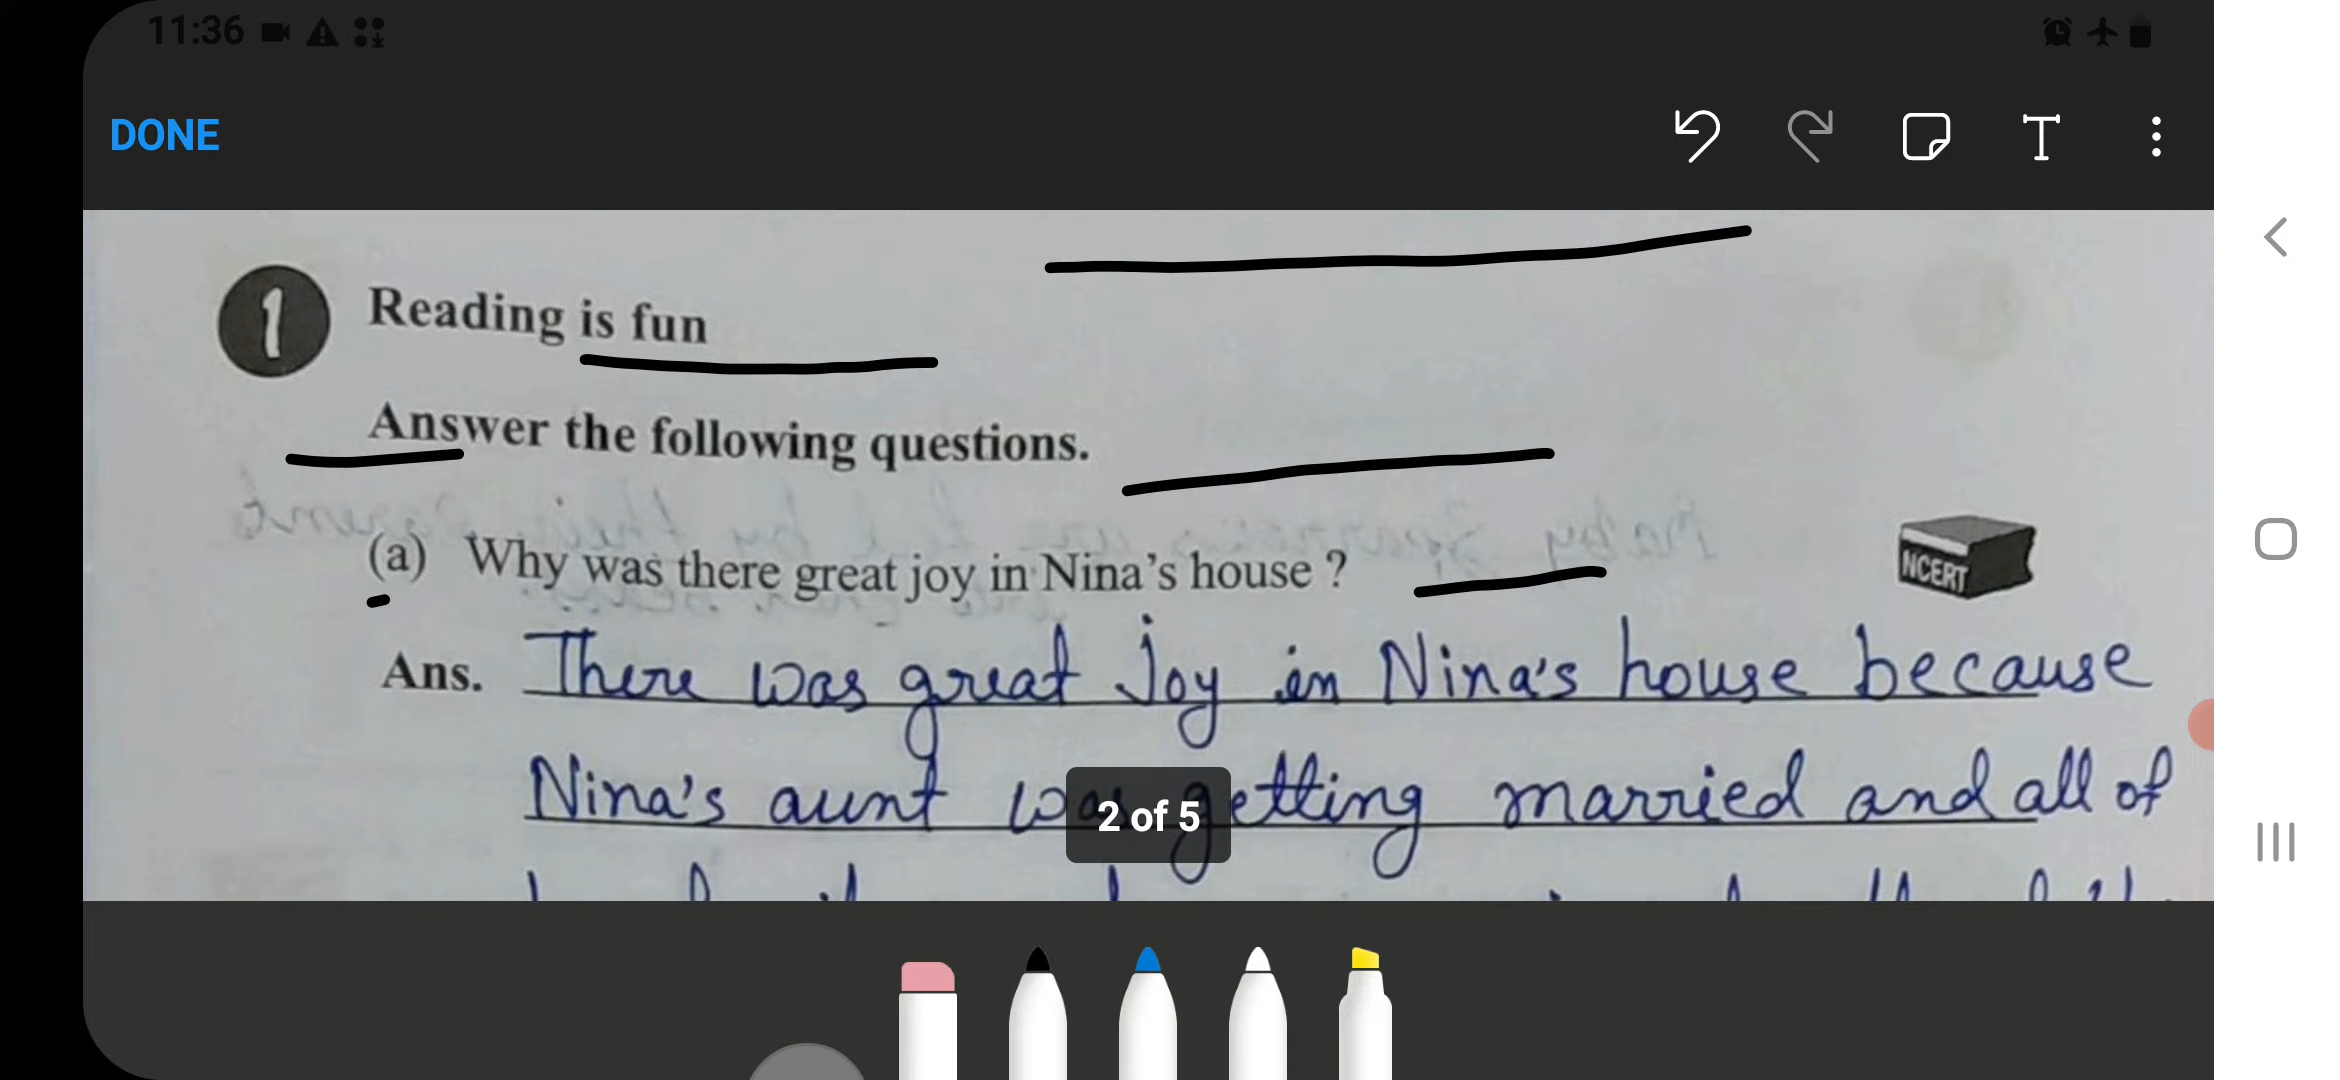 11:36
DONE
T
1 Reading is fun
Answer the following questions.
(a) Why was there great joy in Nina's house ?
NCERT
Ans. There was great Joy in Nina's house because
Nina's aunt was getting married and all of
2 of 5